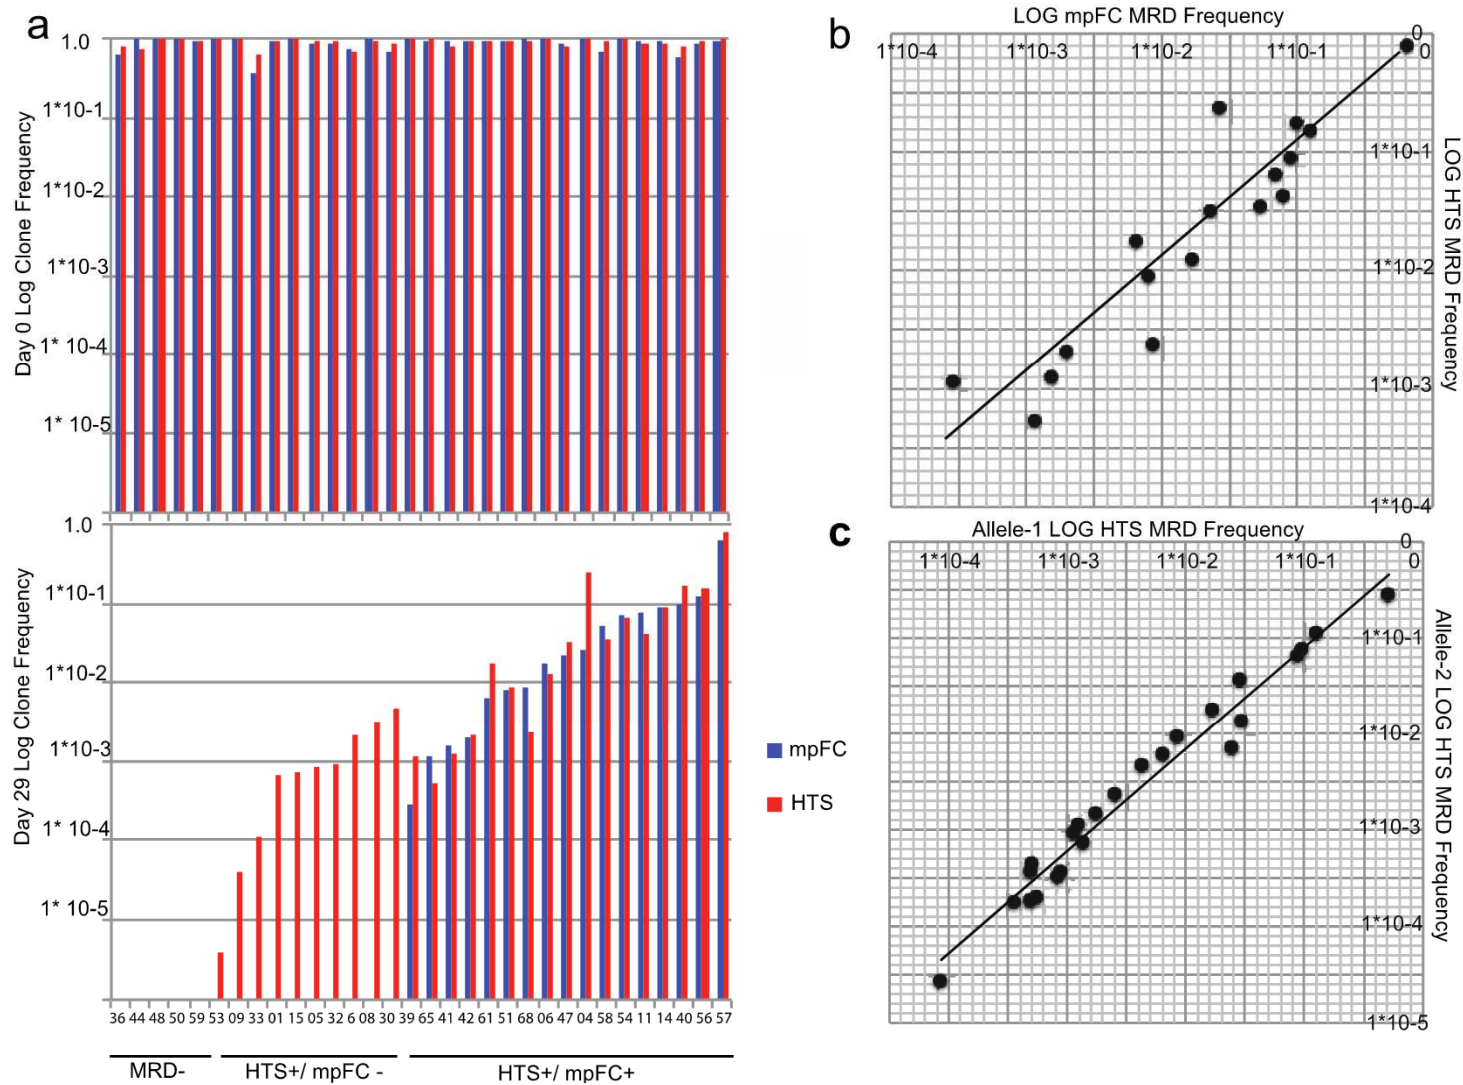 a
1.0
1*10-1
1*10-2
1*10-3
1* 10-4
1* 10-5
Day 0 Log Clone Frequency
1.0
1*10-1
1*10-2
1*10-3
1* 10-4
1* 10-5
Day 29 Log Clone Frequency
36 44 48 50 59 53 09 33 01 15 05 32 6 08 30 39 65 41 42 61 51 68 06 47 04 58 54 11 14 40 56 57
MRD-
HTS+/ mpFC -
HTS+/ mpFC+
mpFC
HTS
b
LOG mpFC MRD Frequency
1*10-4 1*10-3 1*10-2 1*10-1 0
0
1*10-1
1*10-2
1*10-3
1*10-4
LOG HTS MRD Frequency
c
Allele-1 LOG HTS MRD Frequency
1*10-4 1*10-3 1*10-2 1*10-1 0
0
1*10-1
1*10-2
1*10-3
1*10-4
1*10-5
Allele-2 LOG HTS MRD Frequency